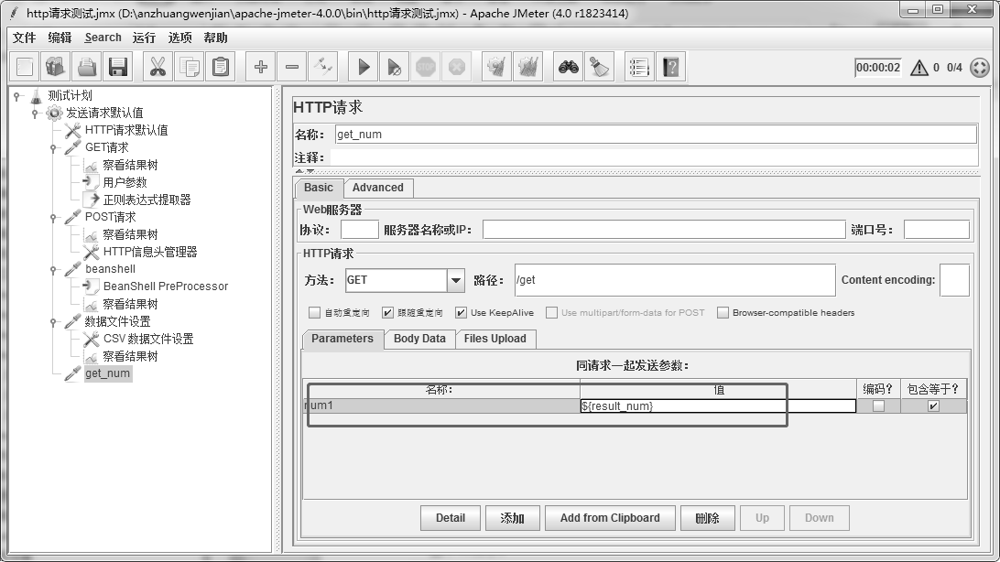 http请求测试.jmx (D:\anzhuangwenjian\apache-jmeter-4.0.0\bin\http请求测试.jmx) - Apache JMeter (4.0 r1823414)
文件 编辑 Search 运行 选项 帮助
STOP
00:00:02 0 0/4
测试计划
发送请求默认值
HTTP请求默认值
GET请求
察看结果树
用户参数
正则表达式提取器
POST请求
察看结果树
HTTP信息头管理器
beanshell
BeanShell PreProcessor
察看结果树
数据文件设置
CSV 数据文件设置
察看结果树
get_num
HTTP请求
名称： get_num
注释：
Basic Advanced
Web服务器
协议： 服务器名称或IP： 端口号：
HTTP请求
方法： GET 路径： /get Content encoding:
自动重定向 跟随重定向 Use KeepAlive Use multipart/form-data for POST Browser-compatible headers
Parameters Body Data Files Upload
同请求一起发送参数：
名称： 值 编码？ 包含等于？
num1 ${result_num}
Detail 添加 Add from Clipboard 删除 Up Down